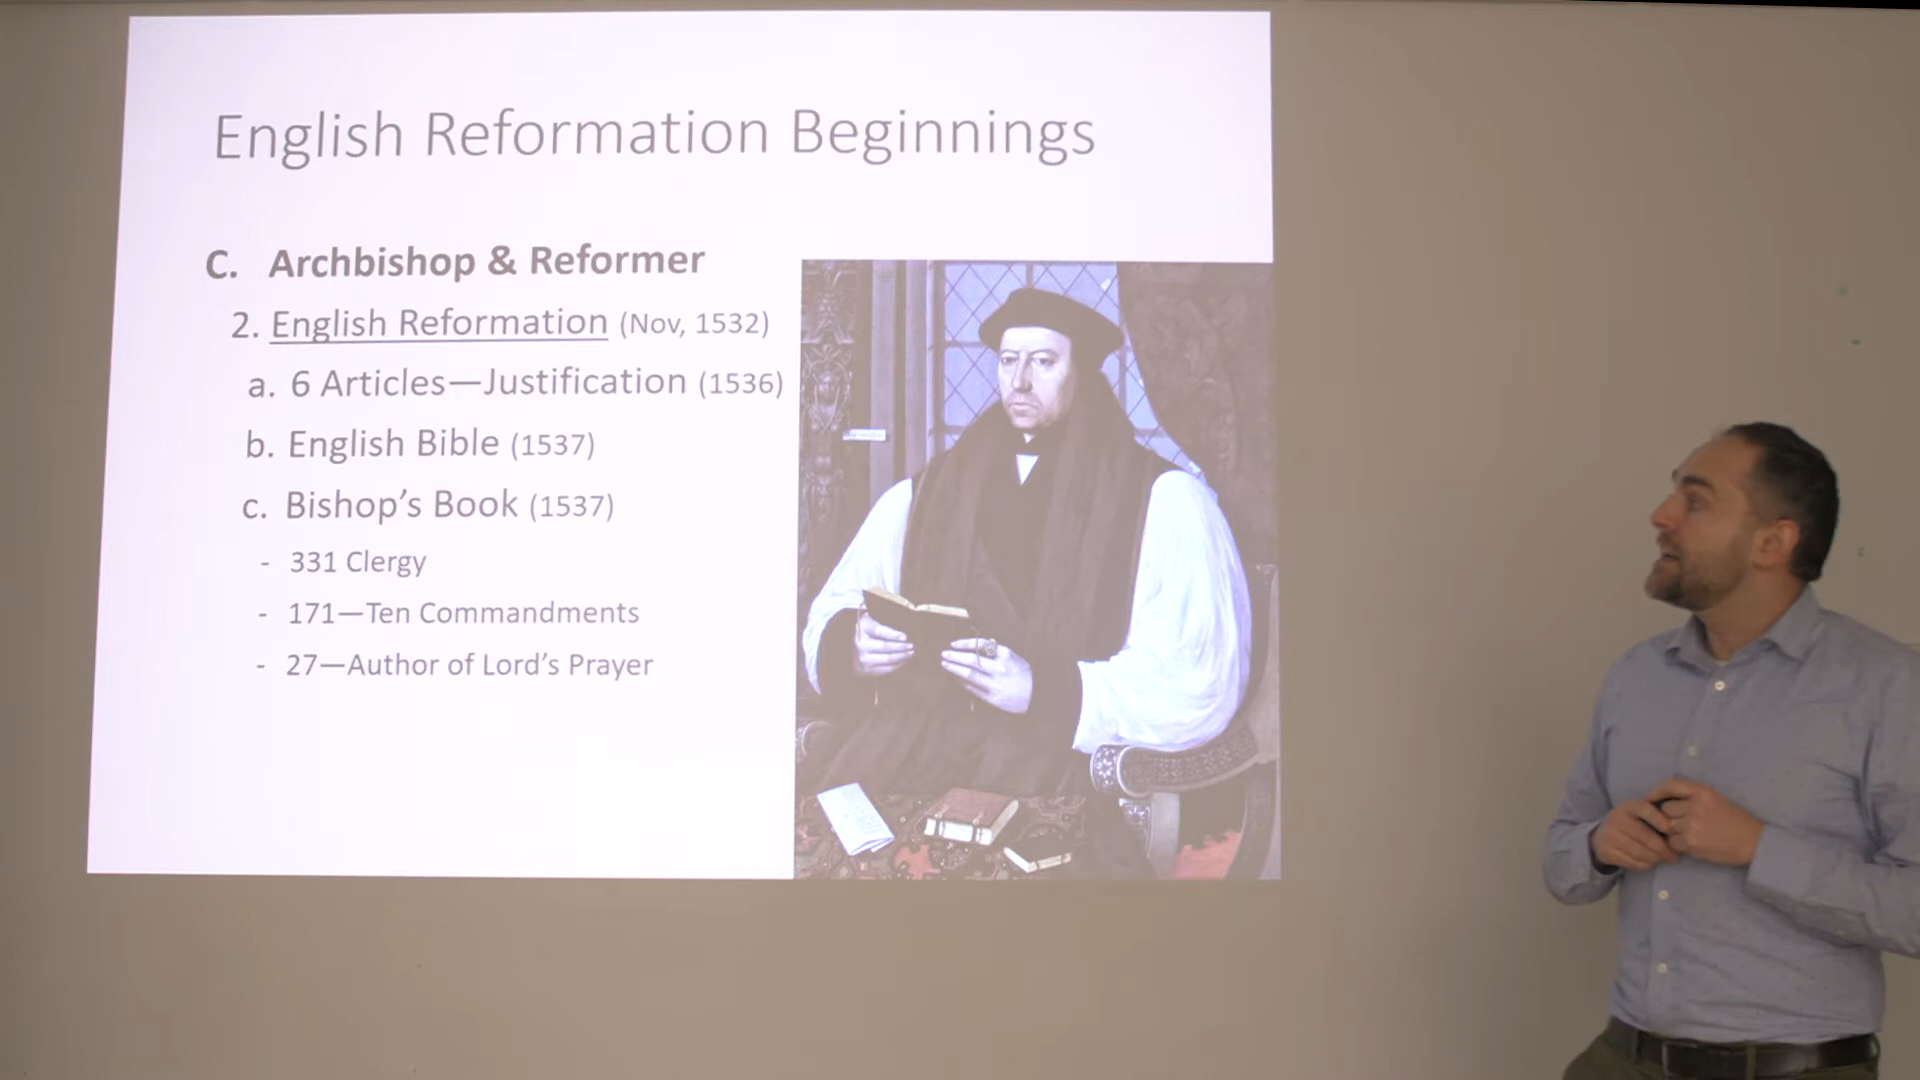 English Reformation Beginnings
C. Archbishop & Reformer
2. English Reformation (Nov, 1532)
a. 6 Articles—Justification (1536)
b. English Bible (1537)
c. Bishop's Book (1537)
- 331 Clergy
- 171—Ten Commandments
- 27—Author of Lord's Prayer